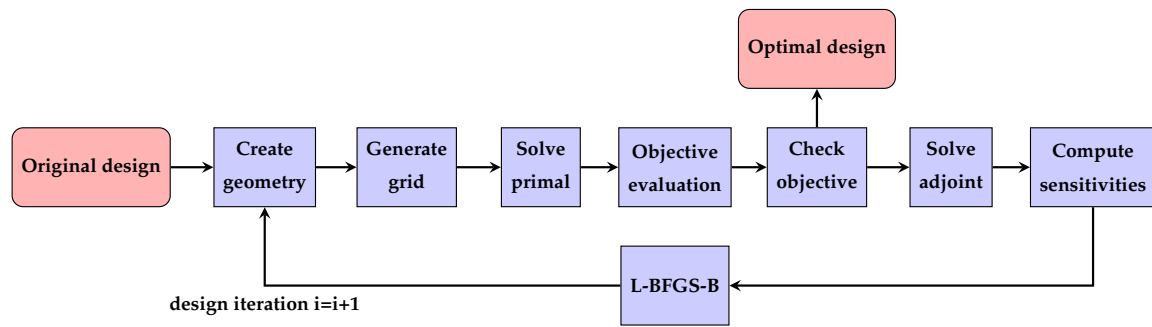 Optimal design
Original design
Create
geometry
Generate
grid
Solve
primal
Objective
evaluation
Check
objective
Solve
adjoint
Compute
sensitivities
L-BFGS-B
design iteration i=i+1